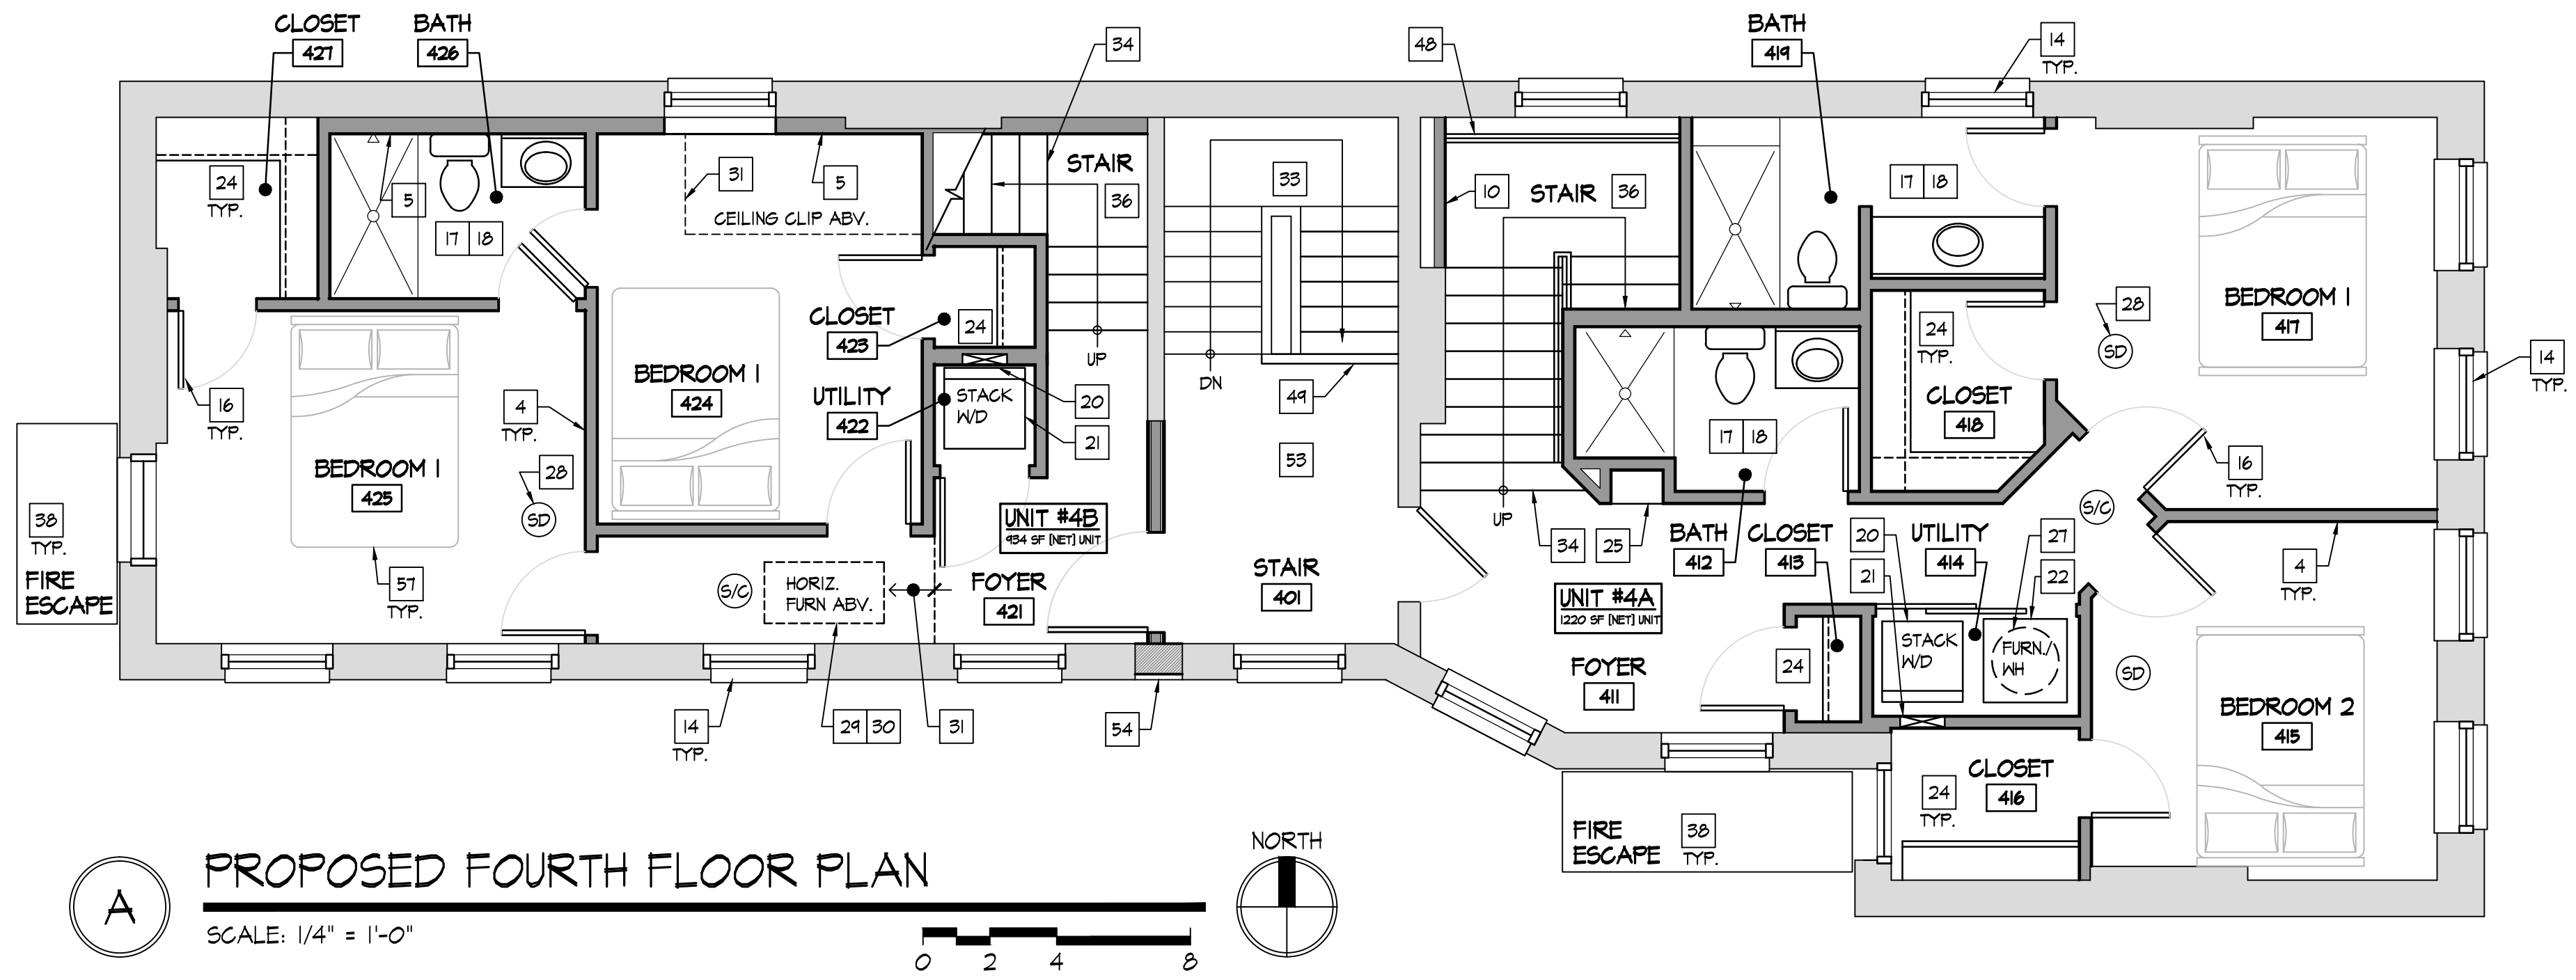 CLOSET
427
BATH
426
34
48
BATH
419
14
TYP.
24
TYP.
5
17 18
31
5
CEILING CLIP ABV.
STAIR
36
33
10
STAIR
36
17 18
BEDROOM 1
417
28
SD
14
TYP.
CLOSET
423
24
UP
DN
49
24
TYP.
CLOSET
418
16
TYP.
4
TYP.
BEDROOM 1
424
UTILITY
422
STACK
W/D
20
21
53
17 18
16
TYP.
BEDROOM 1
425
28
SD
38
TYP.
FIRE
ESCAPE
57
TYP.
S/C
HORIZ.
FURN ABV.
UNIT #4B
934 SF [NET] UNIT
FOYER
421
STAIR
401
UP
34
25
BATH
412
CLOSET
413
20
21
UTILITY
414
27
22
S/C
4
TYP.
UNIT #4A
1220 SF [NET] UNIT
FOYER
411
24
STACK
W/D
FURN./
WH
SD
BEDROOM 2
415
14
TYP.
29 30
31
54
CLOSET
416
24
TYP.
FIRE
ESCAPE
38
TYP.
A
PROPOSED FOURTH FLOOR PLAN
SCALE: 1/4" = 1'-0"
0 2 4 8
NORTH